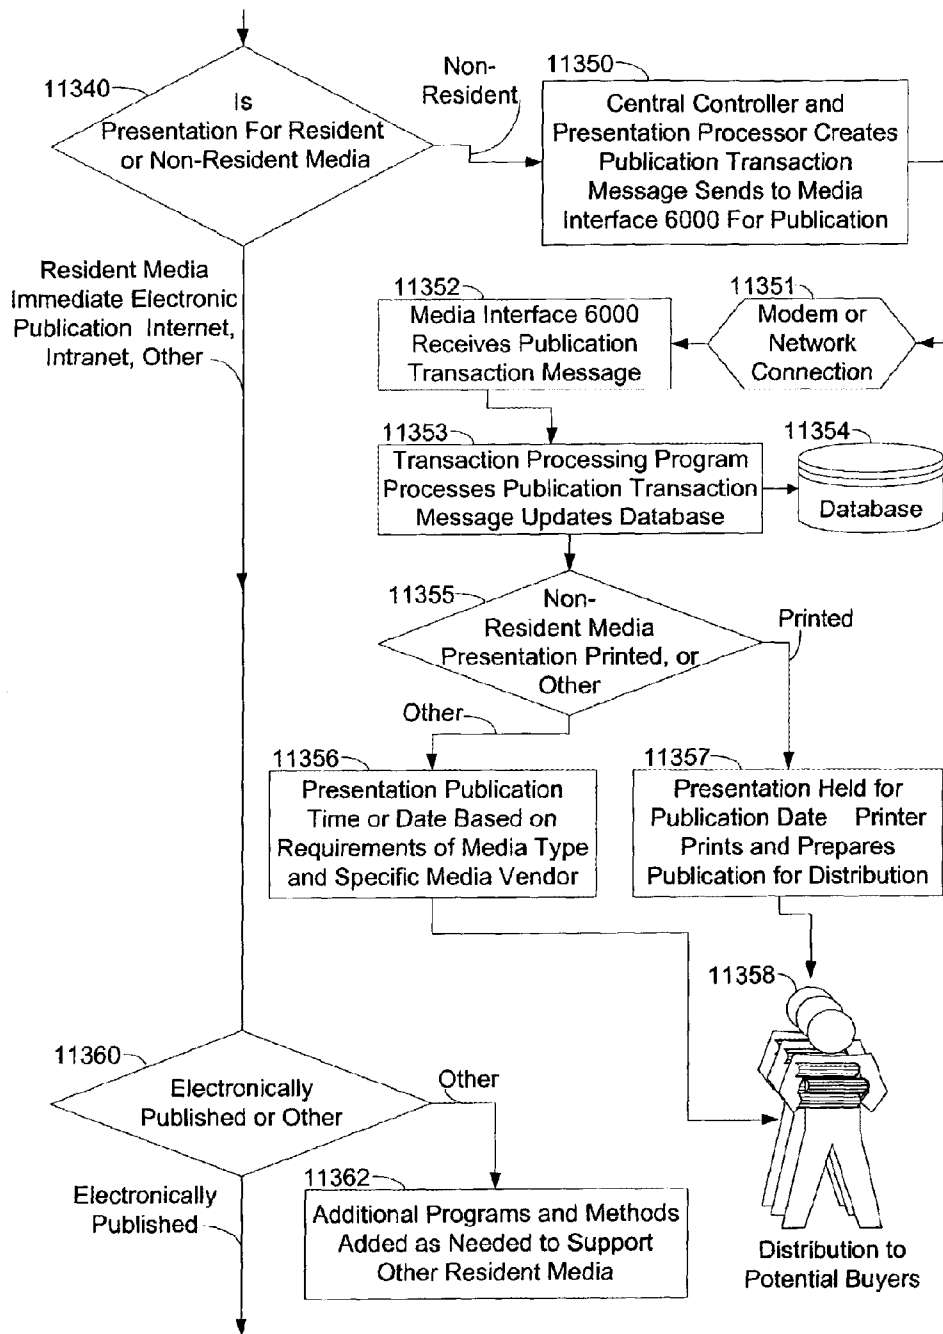 11340
Is
Presentation For Resident
or Non-Resident Media
Non-
Resident
11350
Central Controller and
Presentation Processor Creates
Publication Transaction
Message Sends to Media
Interface 6000 For Publication
Resident Media
Immediate Electronic
Publication Internet,
Intranet, Other
11351
Modem or
Network
Connection
11352
Media Interface 6000
Receives Publication
Transaction Message
11353
Transaction Processing Program
Processes Publication Transaction
Message Updates Database
11354
Database
11355
Non-
Resident Media
Presentation Printed, or
Other
Printed
Other
11356
Presentation Publication
Time or Date Based on
Requirements of Media Type
and Specific Media Vendor
11357
Presentation Held for
Publication Date Printer
Prints and Prepares
Publication for Distribution
11358
Distribution to
Potential Buyers
11360
Electronically
Published or Other
Other
11362
Additional Programs and Methods
Added as Needed to Support
Other Resident Media
Electronically
Published